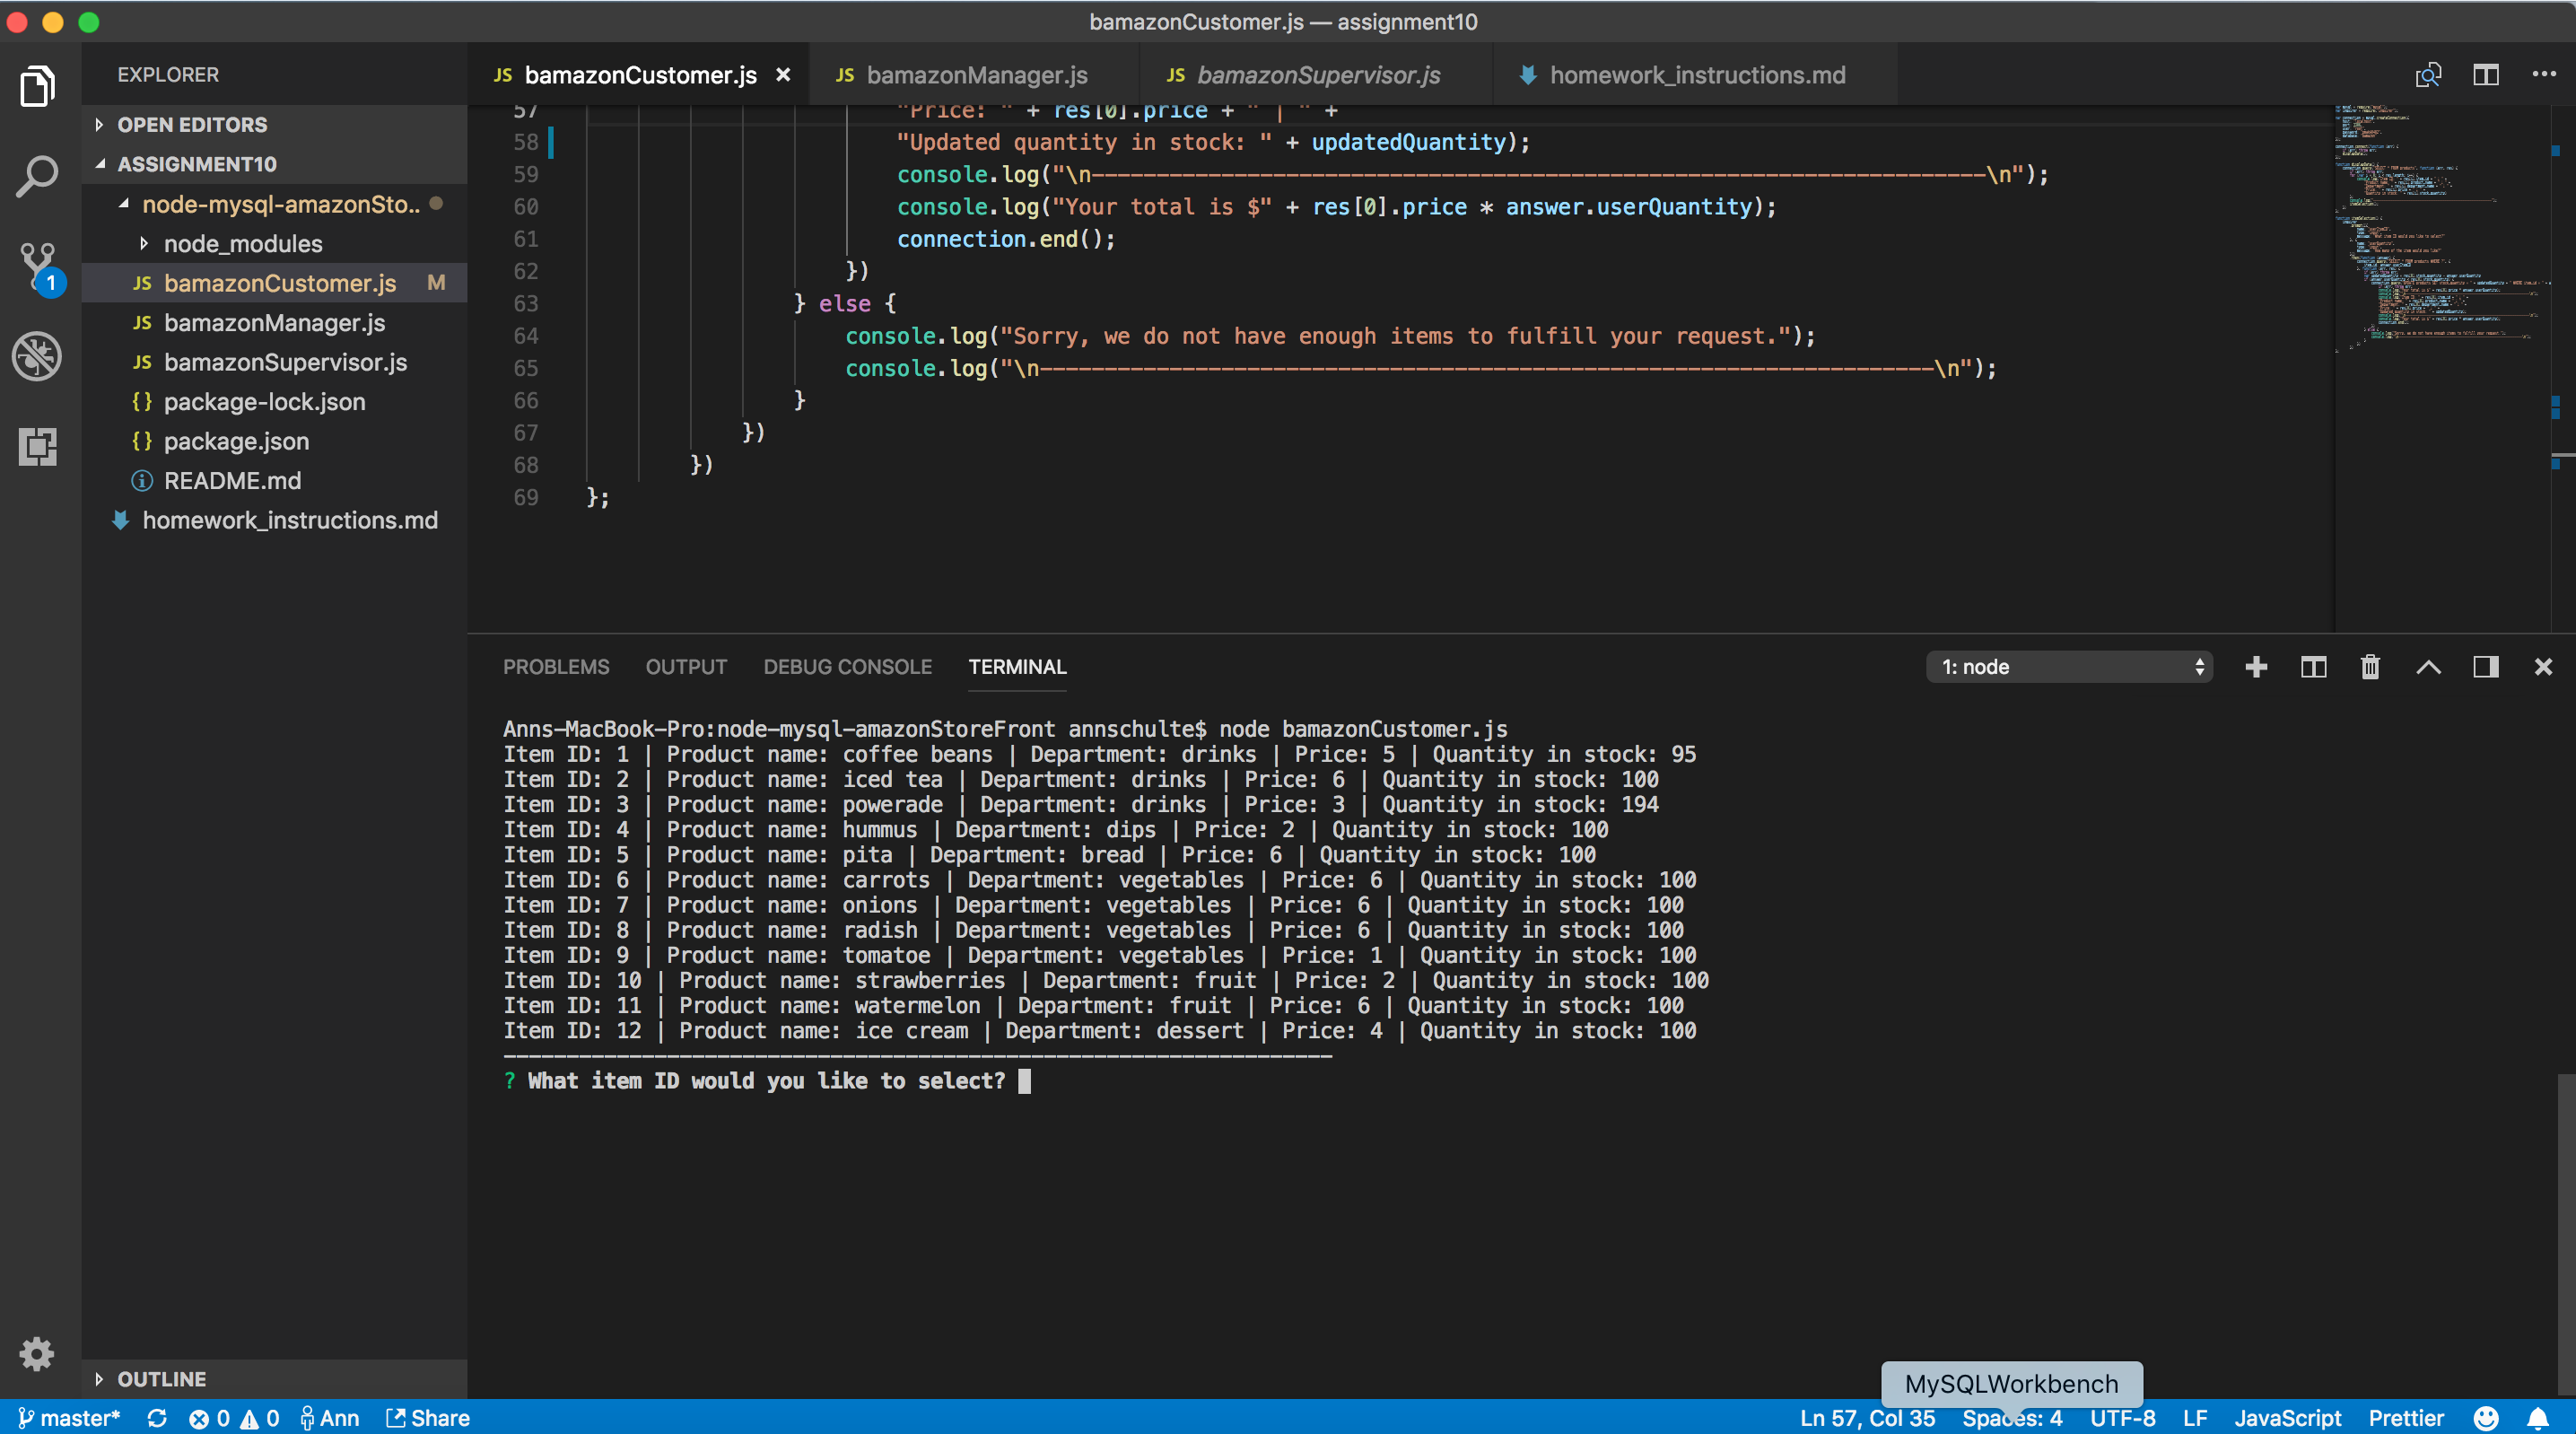 bamazonCustomer.js — assignment10
EXPLORER
OPEN EDITORS
ASSIGNMENT10
node-mysql-amazonSto..
node_modules
JS bamazonCustomer.js M
JS bamazonManager.js
JS bamazonSupervisor.js
{} package-lock.json
{} package.json
README.md
homework_instructions.md
OUTLINE
1
JS bamazonCustomer.js ×
JS bamazonManager.js
JS bamazonSupervisor.js
homework_instructions.md
57 "Price: " + res[0].price + " | " +
58 "Updated quantity in stock: " + updatedQuantity);
59 console.log("\n---------------------------------------------------------------------\n");
60 console.log("Your total is $" + res[0].price * answer.userQuantity);
61 connection.end();
62 })
63 } else {
64 console.log("Sorry, we do not have enough items to fulfill your request.");
65 console.log("\n---------------------------------------------------------------------\n");
66 }
67 })
68 })
69 };
PROBLEMS OUTPUT DEBUG CONSOLE TERMINAL
1: node
Anns-MacBook-Pro:node-mysql-amazonStoreFront annschulte$ node bamazonCustomer.js
Item ID: 1 | Product name: coffee beans | Department: drinks | Price: 5 | Quantity in stock: 95
Item ID: 2 | Product name: iced tea | Department: drinks | Price: 6 | Quantity in stock: 100
Item ID: 3 | Product name: powerade | Department: drinks | Price: 3 | Quantity in stock: 194
Item ID: 4 | Product name: hummus | Department: dips | Price: 2 | Quantity in stock: 100
Item ID: 5 | Product name: pita | Department: bread | Price: 6 | Quantity in stock: 100
Item ID: 6 | Product name: carrots | Department: vegetables | Price: 6 | Quantity in stock: 100
Item ID: 7 | Product name: onions | Department: vegetables | Price: 6 | Quantity in stock: 100
Item ID: 8 | Product name: radish | Department: vegetables | Price: 6 | Quantity in stock: 100
Item ID: 9 | Product name: tomatoe | Department: vegetables | Price: 1 | Quantity in stock: 100
Item ID: 10 | Product name: strawberries | Department: fruit | Price: 2 | Quantity in stock: 100
Item ID: 11 | Product name: watermelon | Department: fruit | Price: 6 | Quantity in stock: 100
Item ID: 12 | Product name: ice cream | Department: dessert | Price: 4 | Quantity in stock: 100
------------------------------------------------------------------
? What item ID would you like to select?
MySQLWorkbench
master* 0 0 Ann Share
Ln 57, Col 35 Spaces: 4 UTF-8 LF JavaScript Prettier